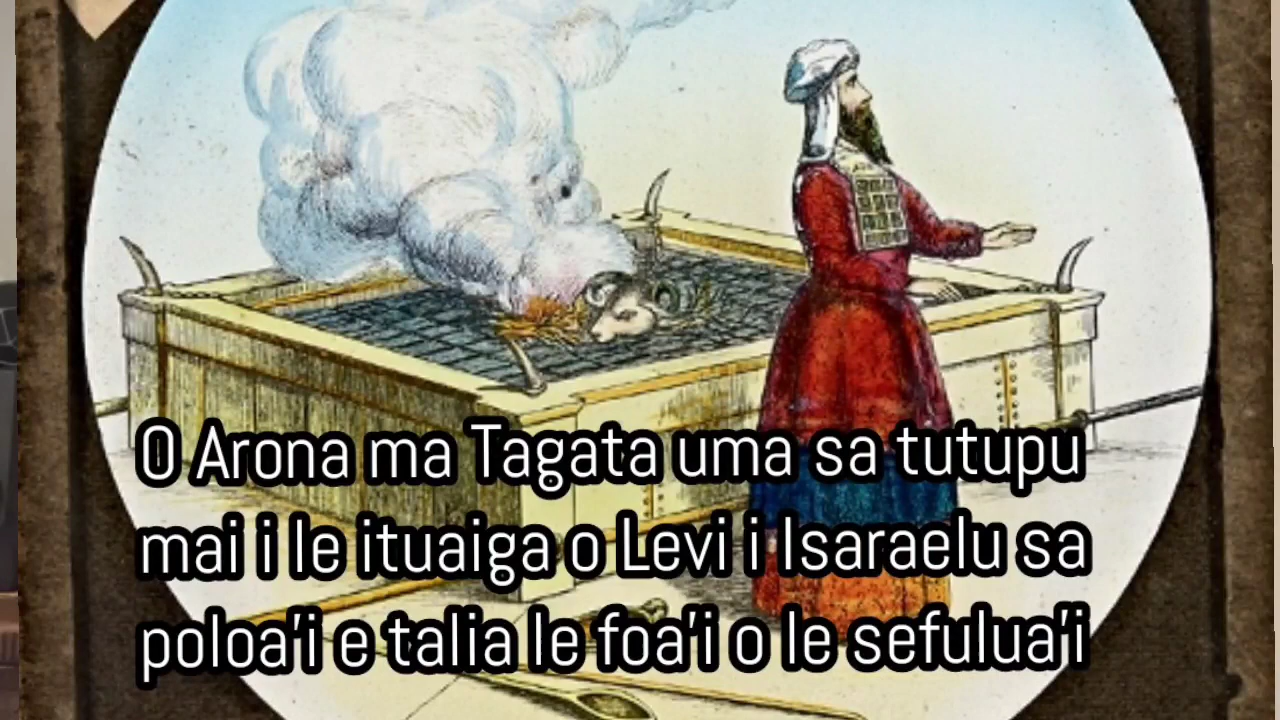 O Arona ma Tagata uma sa tutupu
mai i le ituaiga o Levi i Isaraelu sa
poloa'i e talia le foa'i o le sefulua'i